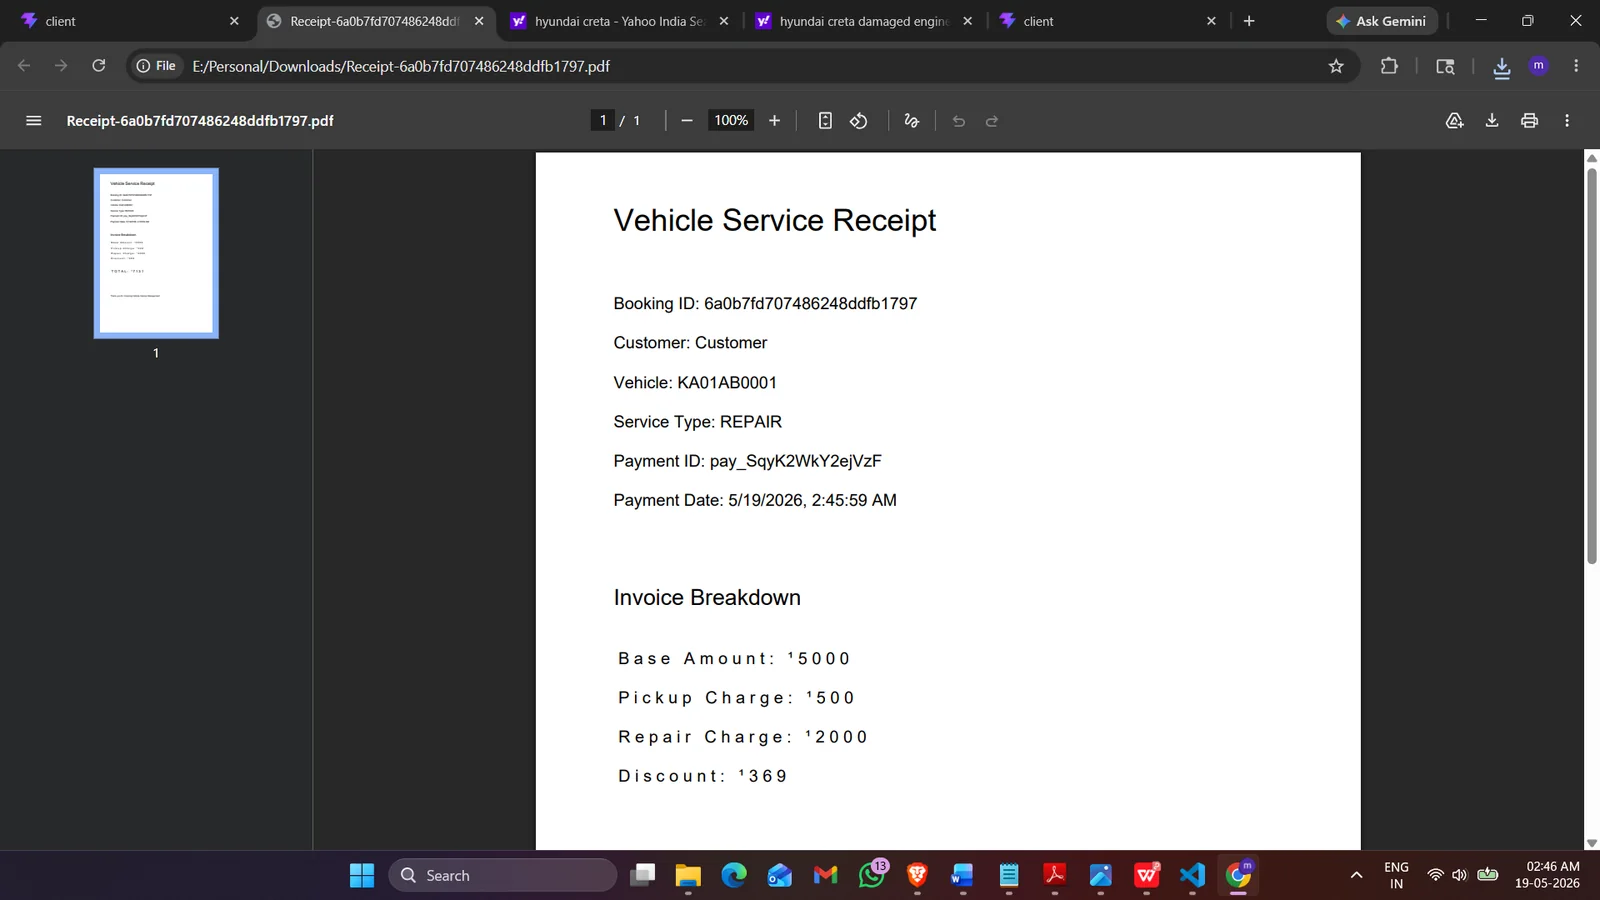 client
Receipt-6a0b7fd707486248ddf
hyundai creta - Yahoo India Se
hyundai creta damaged engine
client
Ask Gemini
File
E:/Personal/Downloads/Receipt-6a0b7fd707486248ddfb1797.pdf
m
Receipt-6a0b7fd707486248ddfb1797.pdf
1 / 1
100%
Vehicle Service Receipt
Booking ID: 6a0b7fd707486248ddfb1797
Customer: Customer
Vehicle: KA01AB0001
Service Type: REPAIR
Payment ID: pay_SqyK2WkY2ejVzF
Payment Date: 5/19/2026, 2:45:59 AM
Invoice Breakdown
Base Amount: ¹5000
Pickup Charge: ¹500
Repair Charge: ¹2000
Discount: ¹369
1
Search
13
ENG
IN
02:46 AM
19-05-2026